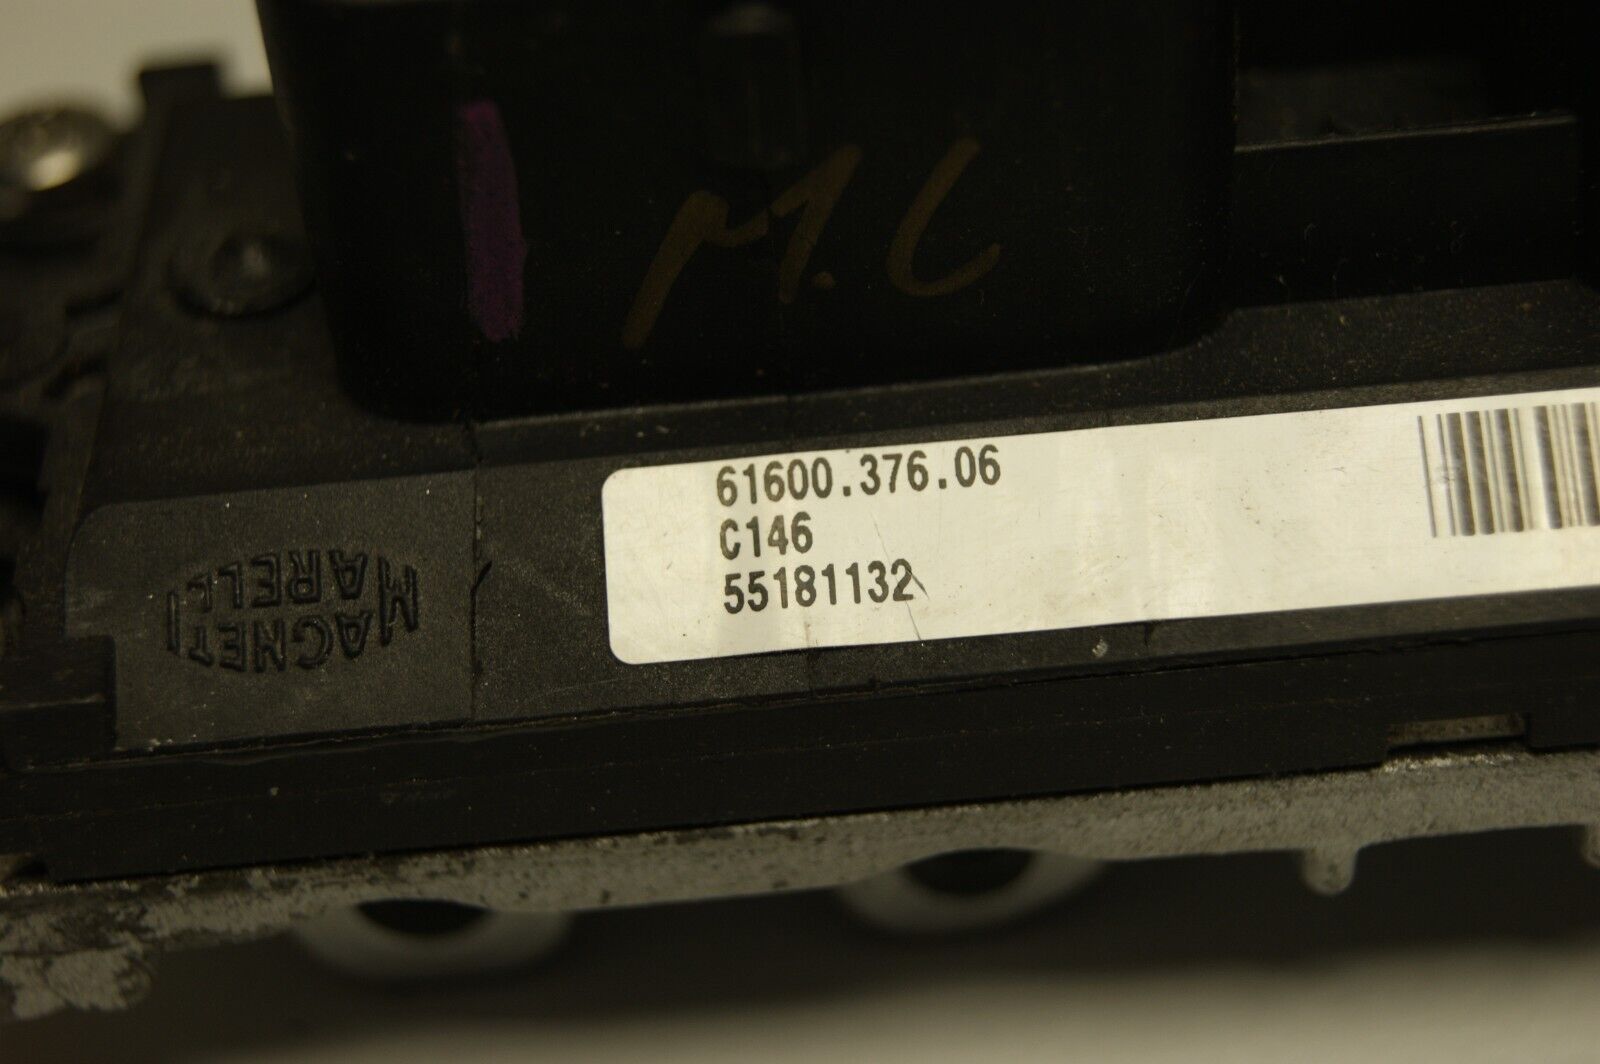 M.C
61600.376.06
C146
55181132
MAGNETI
MARELLI